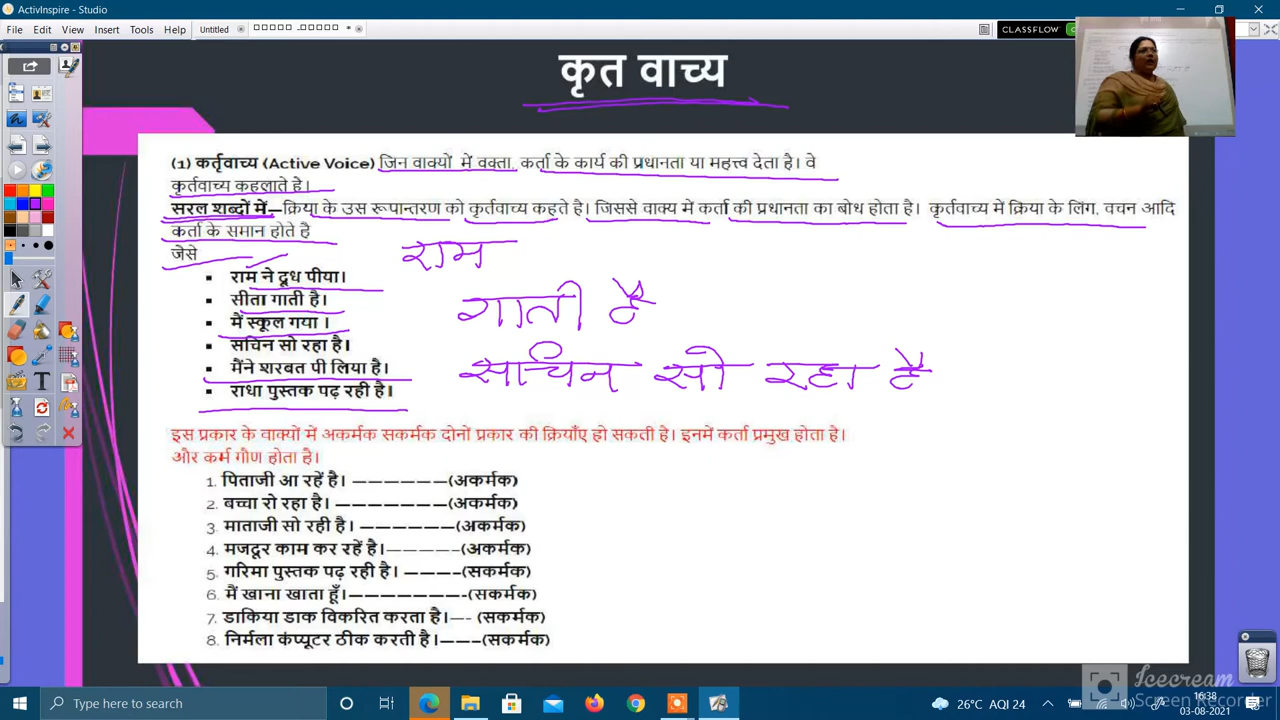 ActivInspire - Studio
File Edit View Insert Tools Help Untitled
CLASSFLOW
कृत वाच्य
(1) कर्तृवाच्य (Active Voice) जिन वाक्यों में वक्ता, कर्ता के कार्य की प्रधानता या महत्त्व देता है। वे
कृर्तवाच्य कहलाते है।
सरल शब्दों में—क्रिया के उस रूपान्तरण को कृर्तवाच्य कहते है। जिससे वाक्य में कर्ता की प्रधानता का बोध होता है। कृर्तवाच्य में क्रिया के लिंग, वचन आदि
कर्ता के समान होते है
जेसे
राम
▪ राम ने दूध पीया।
▪ सीता गाती है।
गाती है
▪ मैं स्कूल गया ।
▪ सचिन सो रहा है।
▪ मैंने शरबत पी लिया है।
सचिन सो रहा है
▪ राधा पुस्तक पढ़ रही है।
इस प्रकार के वाक्यों में अकर्मक सकर्मक दोनों प्रकार की क्रियाँए हो सकती है। इनमें कर्ता प्रमुख होता है।
और कर्म गौण होता है।
1. पिताजी आ रहें है। ––––––(अकर्मक)
2. बच्चा रो रहा है। –––––––(अकर्मक)
3. माताजी सो रही है। ––––––(अकर्मक)
4. मजदूर काम कर रहें है।–––––(अकर्मक)
5. गरिमा पुस्तक पढ़ रही है। ––––(सकर्मक)
6. मैं खाना खाता हूँ।––––––––(सकर्मक)
7. डाकिया डाक विकरित करता है।–- (सकर्मक)
8. निर्मला कंप्यूटर ठीक करती है।–––(सकर्मक)
Icecream
Screen Recorder
Type here to search
26°C AQI 24
16:38
03-08-2021